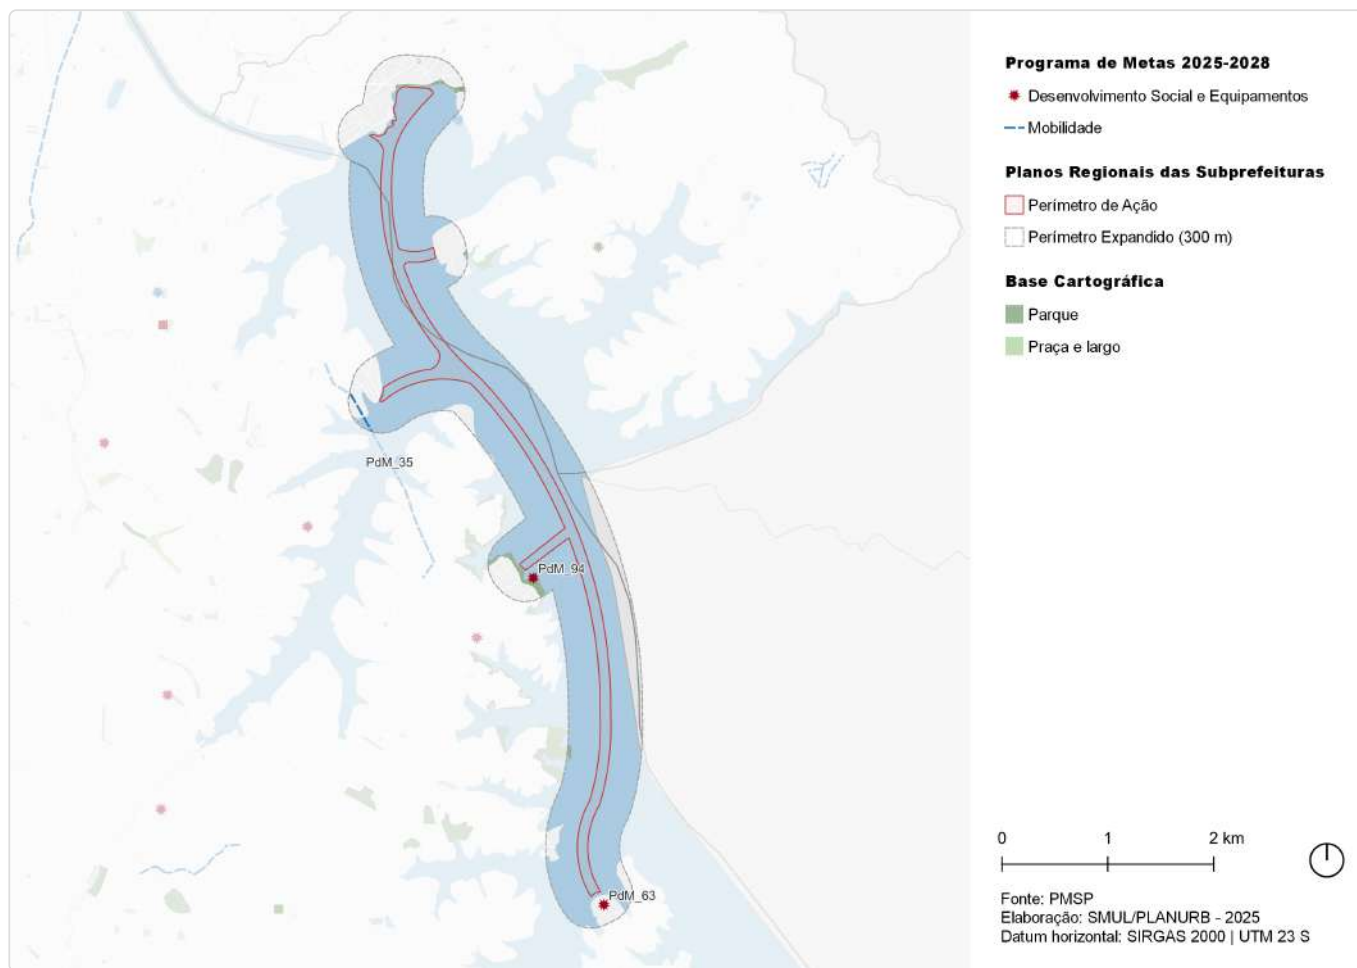 Programa de Metas 2025-2028
Desenvolvimento Social e Equipamentos
Mobilidade
Planos Regionais das Subprefeituras
Perímetro de Ação
Perímetro Expandido (300 m)
Base Cartográfica
Parque
Praça e largo
PdM_35
PdM_94
PdM_63
0 1 2 km
Fonte: PMSP
Elaboração: SMUL/PLANURB - 2025
Datum horizontal: SIRGAS 2000 | UTM 23 S